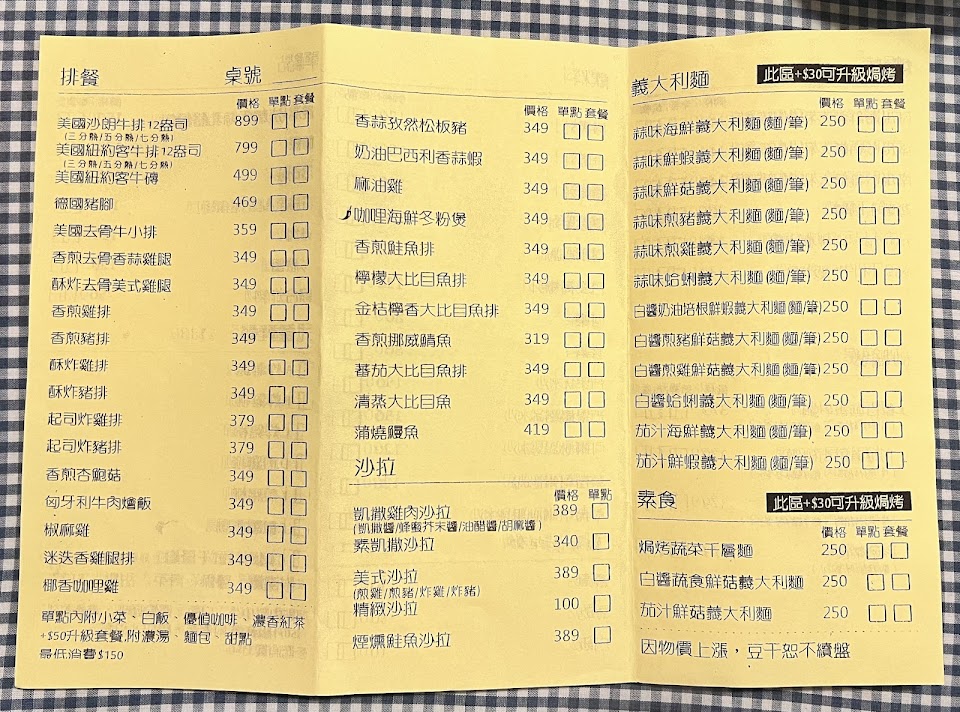 排餐 桌號
價格 單點 套餐
美國沙朗牛排12盎司 899
(三分熟/五分熟/七分熟)
美國紐約客牛排12盎司 799
(三分熟/五分熟/七分熟)
美國紐約客牛磚 499
德國豬腳 469
美國去骨牛小排 359
香煎去骨香蒜雞腿 349
酥炸去骨美式雞腿 349
香煎雞排 349
香煎豬排 349
酥炸雞排 349
酥炸豬排 349
起司炸雞排 379
起司炸豬排 379
香煎杏鮑菇 349
匈牙利牛肉燴飯 349
椒麻雞 349
迷迭香雞腿排 349
椰香咖哩雞 349
單點內附小菜、白飯、優值咖啡、濃香紅茶
+$50升級套餐,附濃湯、麵包、甜點
最低消費$150
價格 單點 套餐
香蒜孜然松板豬 349
奶油巴西利香蒜蝦 349
麻油雞 349
咖哩海鮮冬粉煲 349
香煎鮭魚排 349
檸檬大比目魚排 349
金桔檸香大比目魚排 349
香煎挪威鯖魚 319
蕃茄大比目魚排 349
清蒸大比目魚 349
蒲燒鰻魚 419
沙拉
價格 單點
凱撒雞肉沙拉 389
(凱撒醬/蜂蜜芥末醬/油醋醬/胡麻醬)
素凱撒沙拉 340
美式沙拉 389
(煎雞/煎豬/炸雞/炸豬)
精緻沙拉 100
煙燻鮭魚沙拉 389
義大利麵 此區+$30可升級焗烤
價格 單點 套餐
蒜味海鮮義大利麵(麵/筆) 250
蒜味鮮蝦義大利麵(麵/筆) 250
蒜味鮮菇義大利麵(麵/筆) 250
蒜味煎豬義大利麵(麵/筆) 250
蒜味煎雞義大利麵(麵/筆) 250
蒜味蛤蜊義大利麵(麵/筆) 250
白醬奶油培根鮮蝦義大利麵(麵/筆) 250
白醬煎豬鮮菇義大利麵(麵/筆) 250
白醬煎雞鮮菇義大利麵(麵/筆) 250
白醬蛤蜊義大利麵(麵/筆) 250
茄汁海鮮義大利麵(麵/筆) 250
茄汁鮮蝦義大利麵(麵/筆) 250
素食 此區+$30可升級焗烤
價格 單點 套餐
焗烤蔬菜千層麵 250
白醬蔬食鮮菇義大利麵 250
茄汁鮮菇義大利麵 250
因物價上漲，豆干恕不續盤